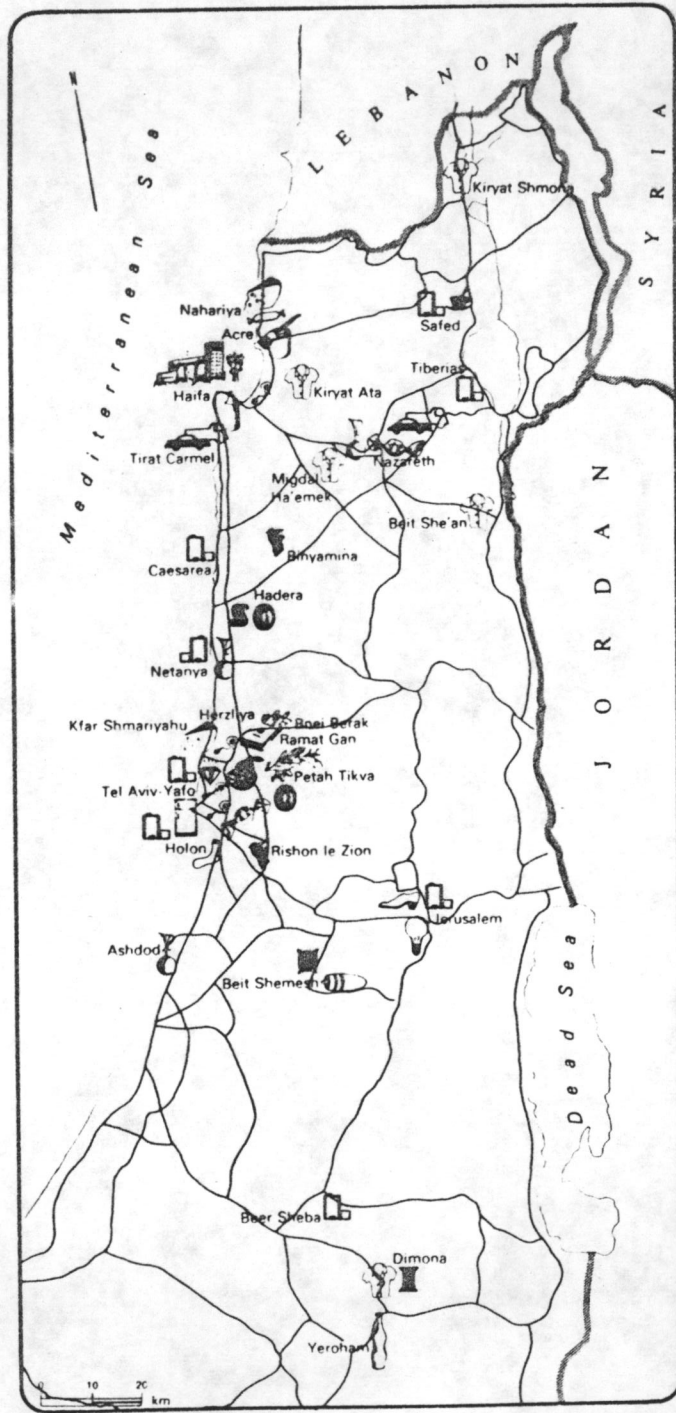 N
LEBANON
SYRIA
Mediterranean Sea
Kiryat Shmona
Nahariya
Acre
Safed
Tiberias
Haifa
Kiryat Ata
Tirat Carmel
Nazareth
Migdal
Ha'emek
Beit She'an
JORDAN
Caesarea
Binyamina
Hadera
Netanya
Herzliya
Kfar Shmariyahu
Bnei Berak
Ramat Gan
Petah Tikva
Tel Aviv-Yafo
Holon
Rishon le Zion
Jerusalem
Ashdod
Beit Shemesh
Dead Sea
Beer Sheba
Dimona
Yeroham
0 10 20
km